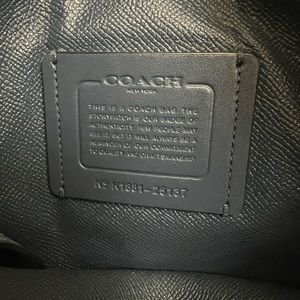 COACH
NEW YORK
THIS IS A COACH BAG. THE
STORYPATCH IS OUR BADGE OF
AUTHENTICITY. FEW PEOPLE MAY
SEE IT BUT IT WILL ALWAYS BE A
REMINDER OF OUR COMMITMENT
TO QUALITY AND CRAFTSMANSHIP.
Nº K1661-25137